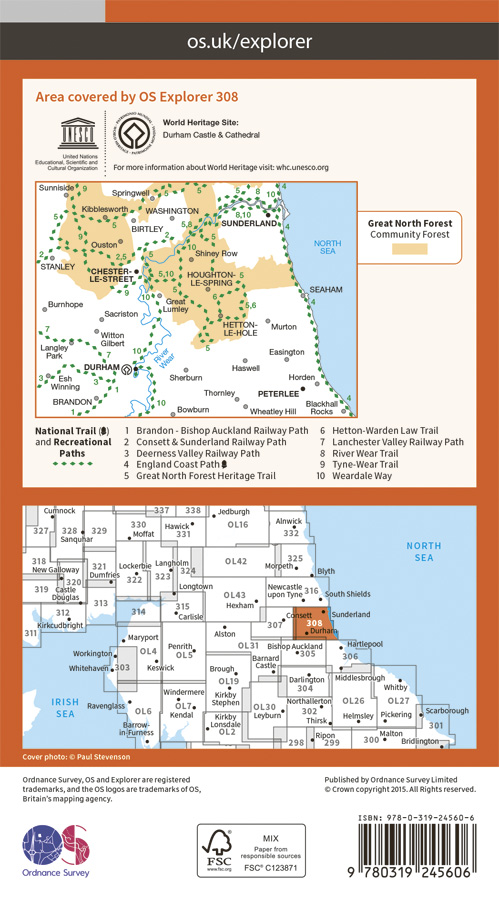 os.uk/explorer
Area covered by OS Explorer 308
UNESCO
United Nations
Educational, Scientific and
Cultural Organization
WORLD HERITAGE
PATRIMONIO MUNDIAL
World Heritage Site:
Durham Castle & Cathedral
For more information about World Heritage visit: whc.unesco.org
Sunniside
Springwell
Kibblesworth
WASHINGTON
BIRTLEY
SUNDERLAND
Ouston
NORTH
SEA
STANLEY
CHESTER-
LE-STREET
Shiney Row
HOUGHTON-
LE-SPRING
SEAHAM
Burnhope
Sacriston
Great
Lumley
HETTON-
LE-HOLE
Murton
Witton
Gilbert
Langley
Park
Easington
DURHAM
River
Wear
Haswell
Esh
Winning
Sherburn
Horden
Thornley
PETERLEE
BRANDON
Bowburn
Wheatley Hill
Blackhall
Rocks
Great North Forest
Community Forest
National Trail
and Recreational
Paths
1 Brandon - Bishop Auckland Railway Path
2 Consett & Sunderland Railway Path
3 Deerness Valley Railway Path
4 England Coast Path
5 Great North Forest Heritage Trail
6 Hetton-Warden Law Trail
7 Lanchester Valley Railway Path
8 River Wear Trail
9 Tyne-Wear Trail
10 Weardale Way
Cumnock
337
338
Jedburgh
327
328
329
330
Hawick
331
OL16
Alnwick
332
Sanquhar
Moffat
NORTH
SEA
318
New Galloway
321
Lockerbie
Langholm
OL42
325
Morpeth
319
320
Dumfries
322
323
324
Blyth
Castle
Douglas
Longtown
Newcastle
upon Tyne
316
South Shields
313
OL43
312
314
315
Carlisle
Hexham
Consett
Sunderland
Kirkcudbright
307
308
Durham
311
Maryport
Alston
OL31
Bishop Auckland
305
Hartlepool
306
Workington
OL4
Penrith
OL5
Barnard
Castle
Whitehaven
303
Keswick
Brough
OL19
Darlington
304
Middlesbrough
Whitby
Kirkby
Stephen
IRISH
SEA
Ravenglass
OL6
Windermere
OL7
Kendal
OL30
Leyburn
Northallerton
302
OL26
OL27
Helmsley
Pickering
Scarborough
Barrow-
in-Furness
Kirkby
Lonsdale
OL2
Thirsk
301
298
Ripon
299
300
Malton
Bridlington
Cover photo: © Paul Stevenson
Ordnance Survey, OS and Explorer are registered
trademarks, and the OS logos are trademarks of OS,
Britain's mapping agency.
Published by Ordnance Survey Limited
© Crown copyright 2015. All Rights reserved.
Ordnance Survey
FSC
www.fsc.org
MIX
Paper from
responsible sources
FSC® C123871
ISBN: 978-0-319-24560-6
9 780319 245606